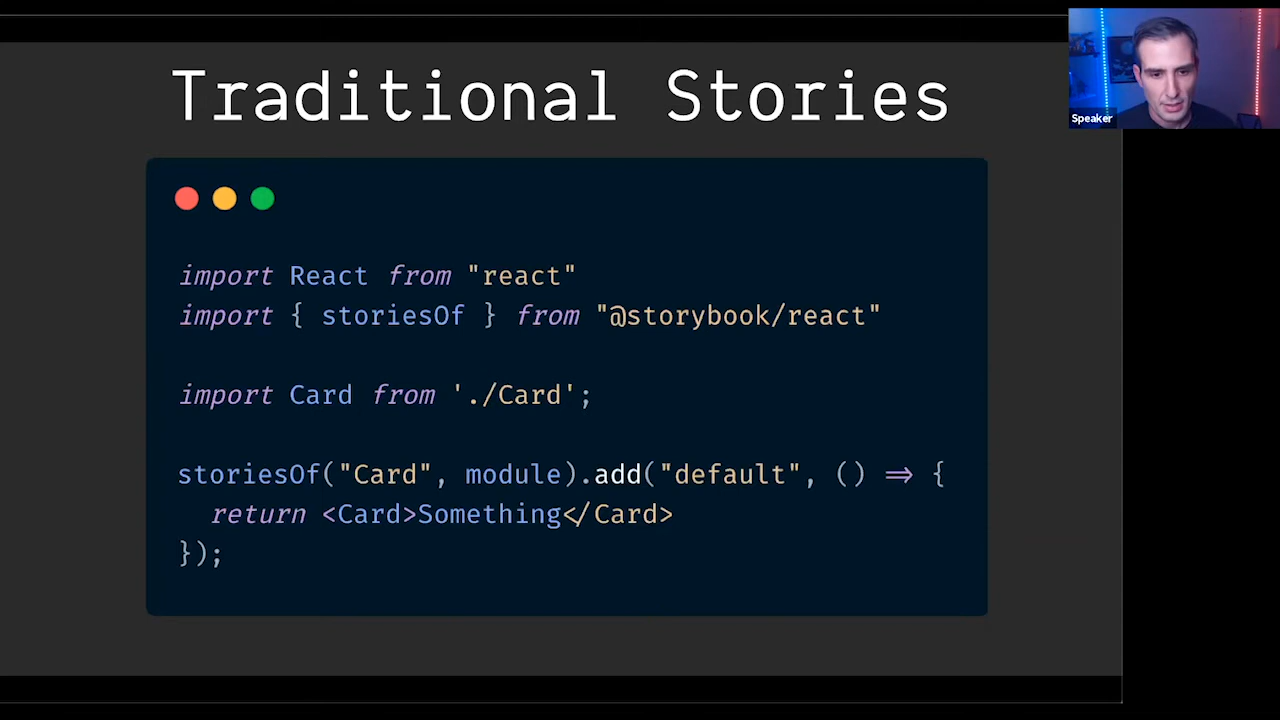 Traditional Stories
Speaker
import React from "react"
import { storiesOf } from "@storybook/react"
import Card from './Card';
storiesOf("Card", module).add("default", () => {
  return <Card>Something</Card>
});